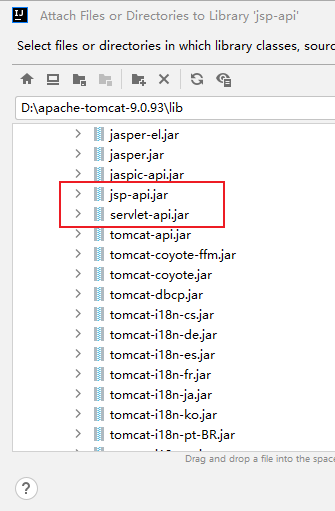 IJ Attach Files or Directories to Library 'jsp-api'
Select files or directories in which library classes, sourc
D:\apache-tomcat-9.0.93\lib
jasper-el.jar
jasper.jar
jaspic-api.jar
jsp-api.jar
servlet-api.jar
tomcat-api.jar
tomcat-coyote-ffm.jar
tomcat-coyote.jar
tomcat-dbcp.jar
tomcat-i18n-cs.jar
tomcat-i18n-de.jar
tomcat-i18n-es.jar
tomcat-i18n-fr.jar
tomcat-i18n-ja.jar
tomcat-i18n-ko.jar
tomcat-i18n-pt-BR.jar
Drag and drop a file into the space
?